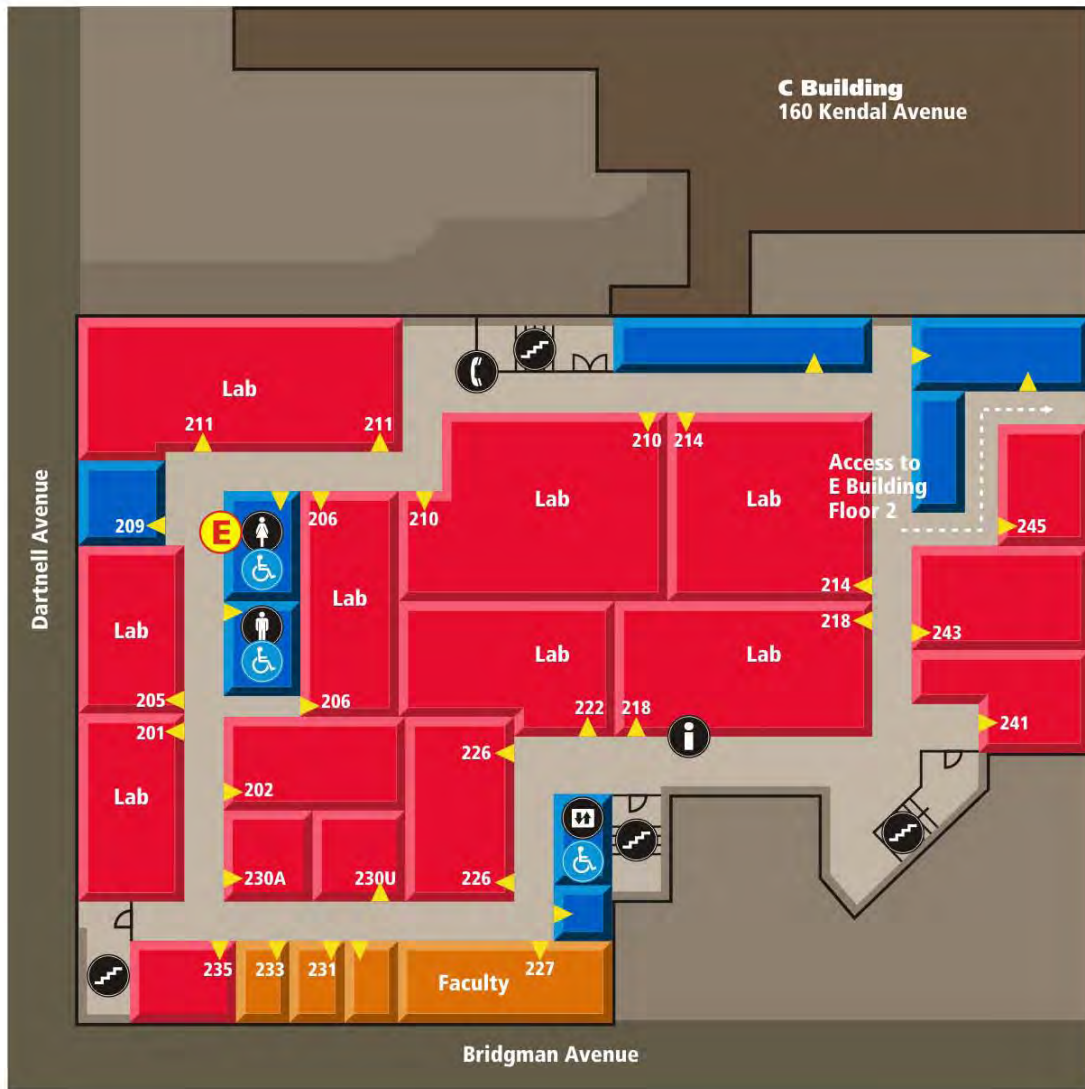 C Building
160 Kendal Avenue
Dartnell Avenue
Lab
211
211
210
214
Access to
E Building
Floor 2
Lab
Lab
206
210
209
E
245
Lab
Lab
214
218
243
Lab
Lab
205
206
222
218
201
241
226
Lab
202
230A
230U
226
235
233
231
227
Faculty
Bridgman Avenue